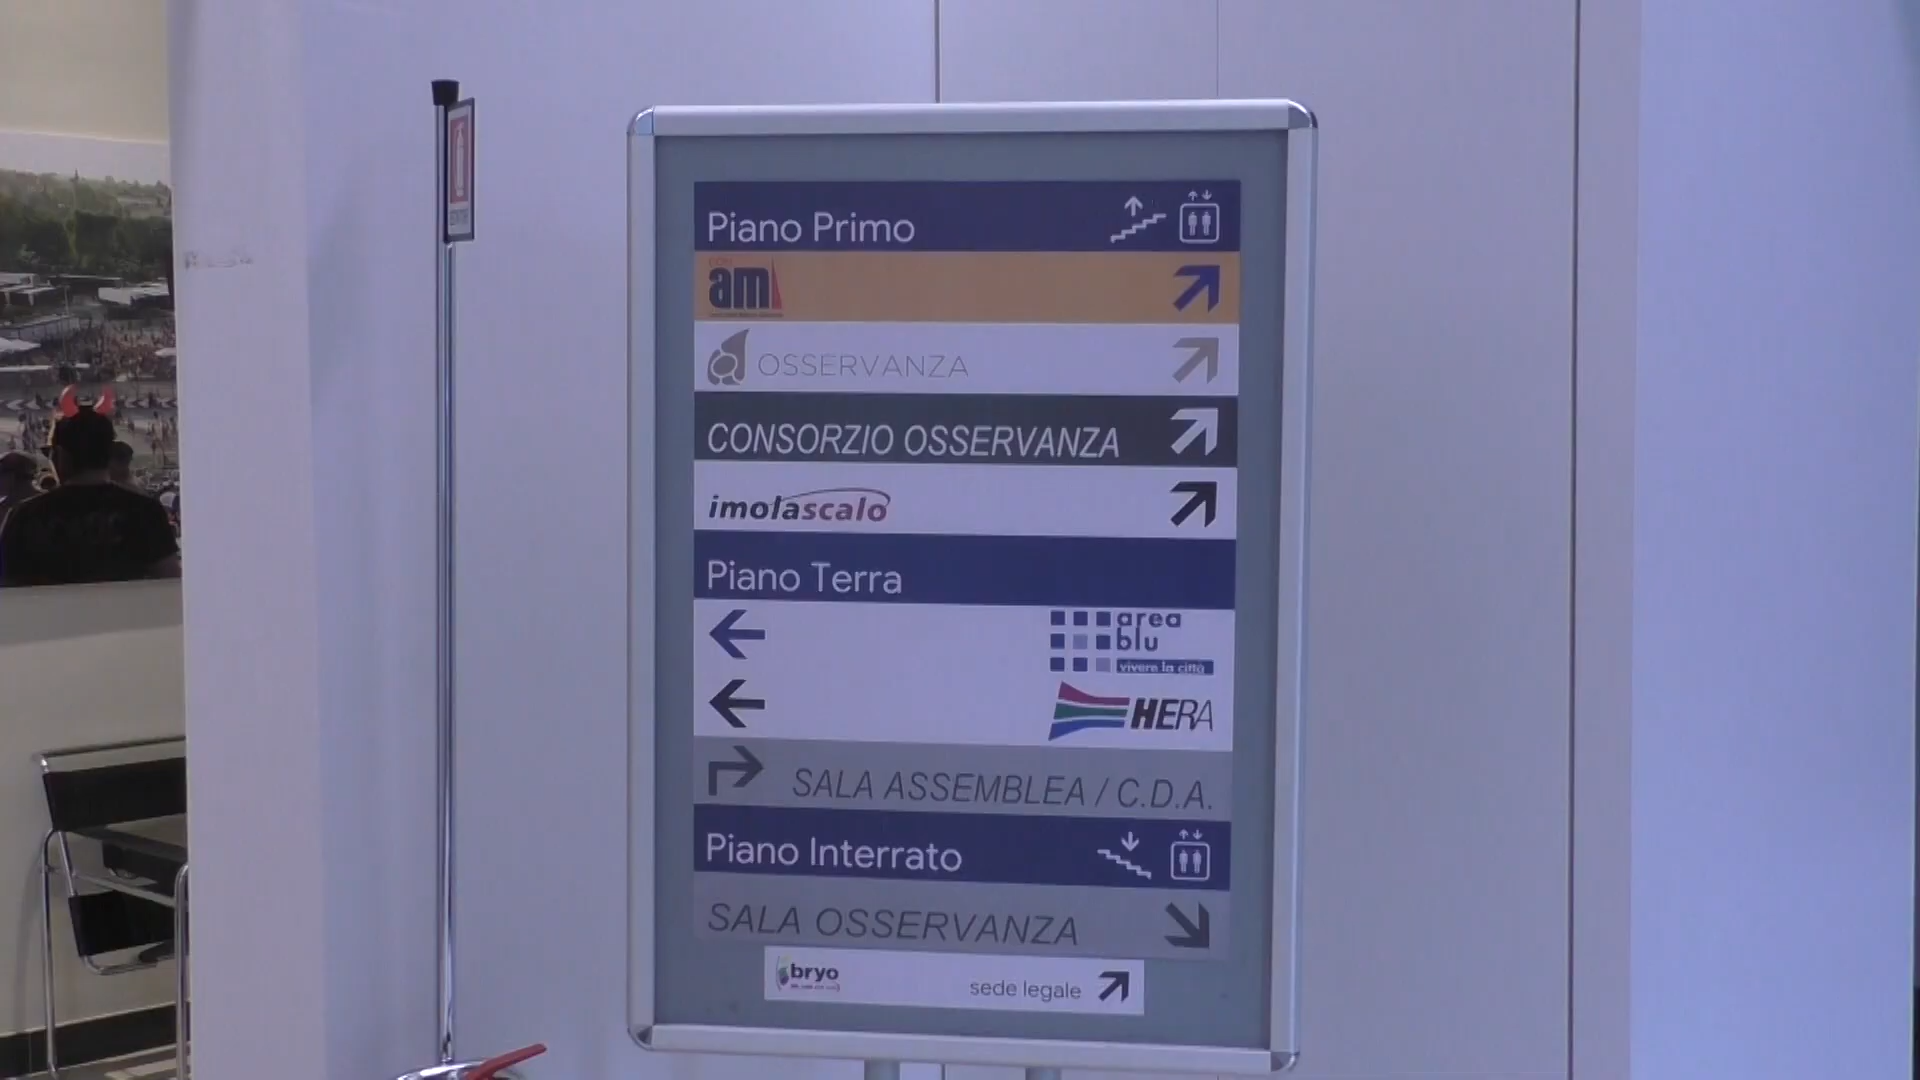 Piano Primo
CON
am
OSSERVANZA
CONSORZIO OSSERVANZA
imolascalo
Piano Terra
area
blu
vivere la città
HERA
SALA ASSEMBLEA / C.D.A.
Piano Interrato
SALA OSSERVANZA
bryo
sede legale